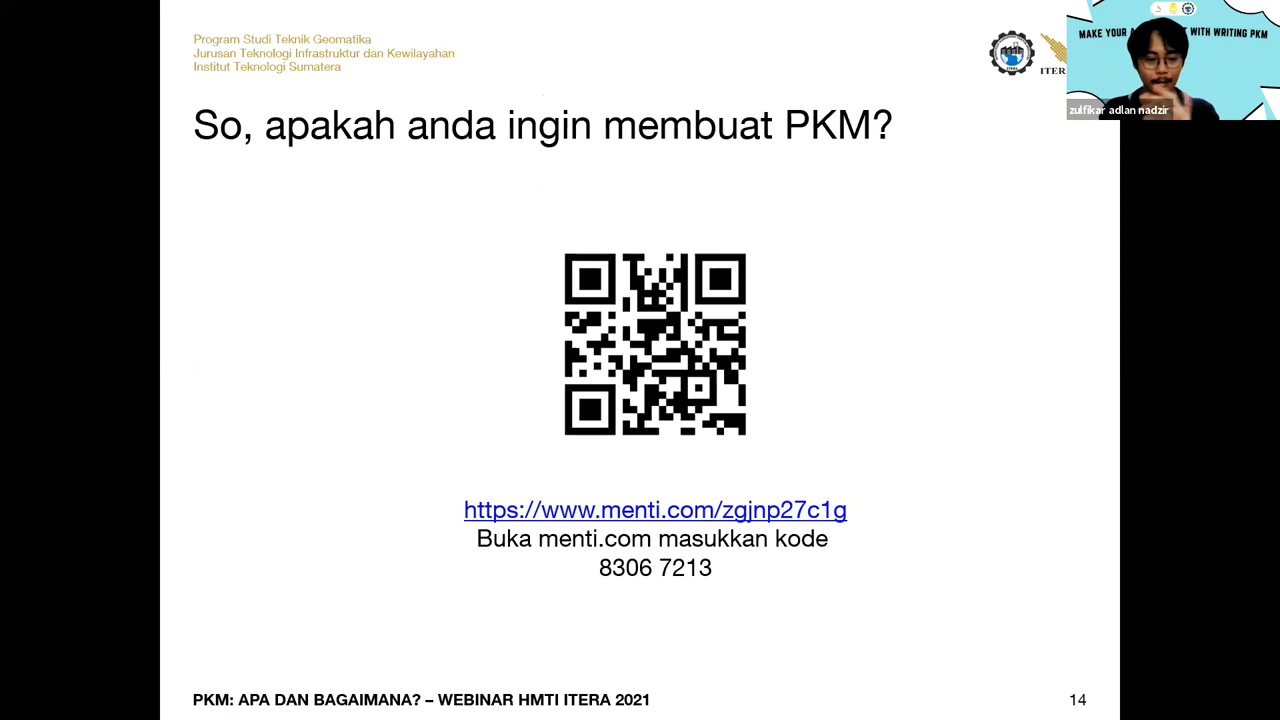 Program Studi Teknik Geomatika
Jurusan Teknologi Infrastruktur dan Kewilayahan
Institut Teknologi Sumatera
ITER
MAKE YOUR
WITH WRITING PKM
zulfikar adlan nadzir
So, apakah anda ingin membuat PKM?
https://www.menti.com/zgjnp27c1g
Buka menti.com masukkan kode
8306 7213
PKM: APA DAN BAGAIMANA? – WEBINAR HMTI ITERA 2021
14